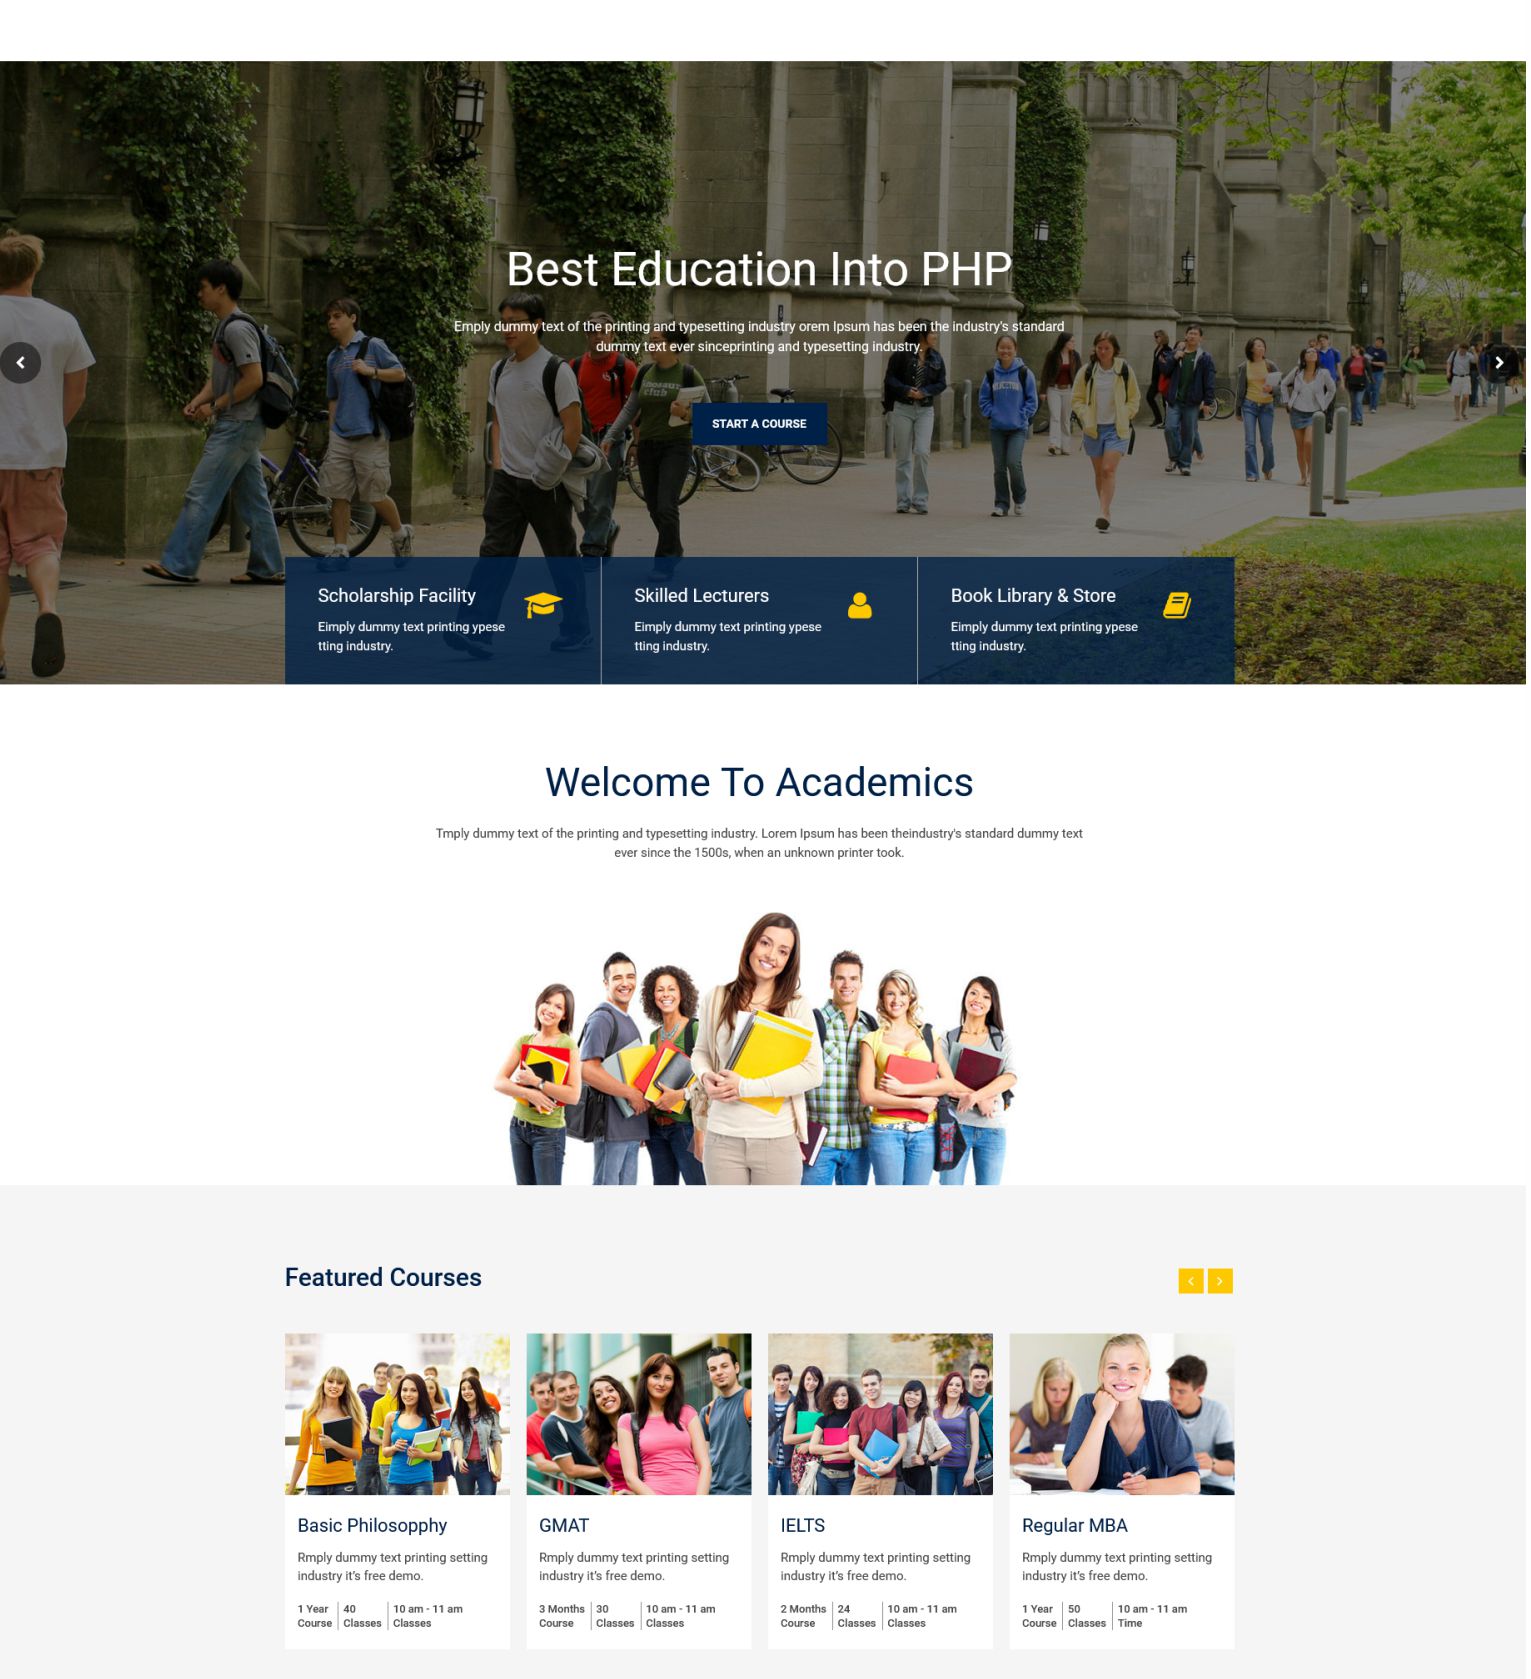 Best Education Into PHP
Emply dummy text of the printing and typesetting industry orem Ipsum has been the industry's standard
dummy text ever sinceprinting and typesetting industry.
START A COURSE
Scholarship Facility
Eimply dummy text printing ypese
tting industry.
Skilled Lecturers
Eimply dummy text printing ypese
tting industry.
Book Library & Store
Eimply dummy text printing ypese
tting industry.
Welcome To Academics
Tmply dummy text of the printing and typesetting industry. Lorem Ipsum has been theindustry's standard dummy text
ever since the 1500s, when an unknown printer took.
Featured Courses
Basic Philosopphy
Rmply dummy text printing setting
industry it's free demo.
1 Year 40 10 am - 11 am
Course Classes Classes
GMAT
Rmply dummy text printing setting
industry it's free demo.
3 Months 30 10 am - 11 am
Course Classes Classes
IELTS
Rmply dummy text printing setting
industry it's free demo.
2 Months 24 10 am - 11 am
Course Classes Classes
Regular MBA
Rmply dummy text printing setting
industry it's free demo.
1 Year 50 10 am - 11 am
Course Classes Time